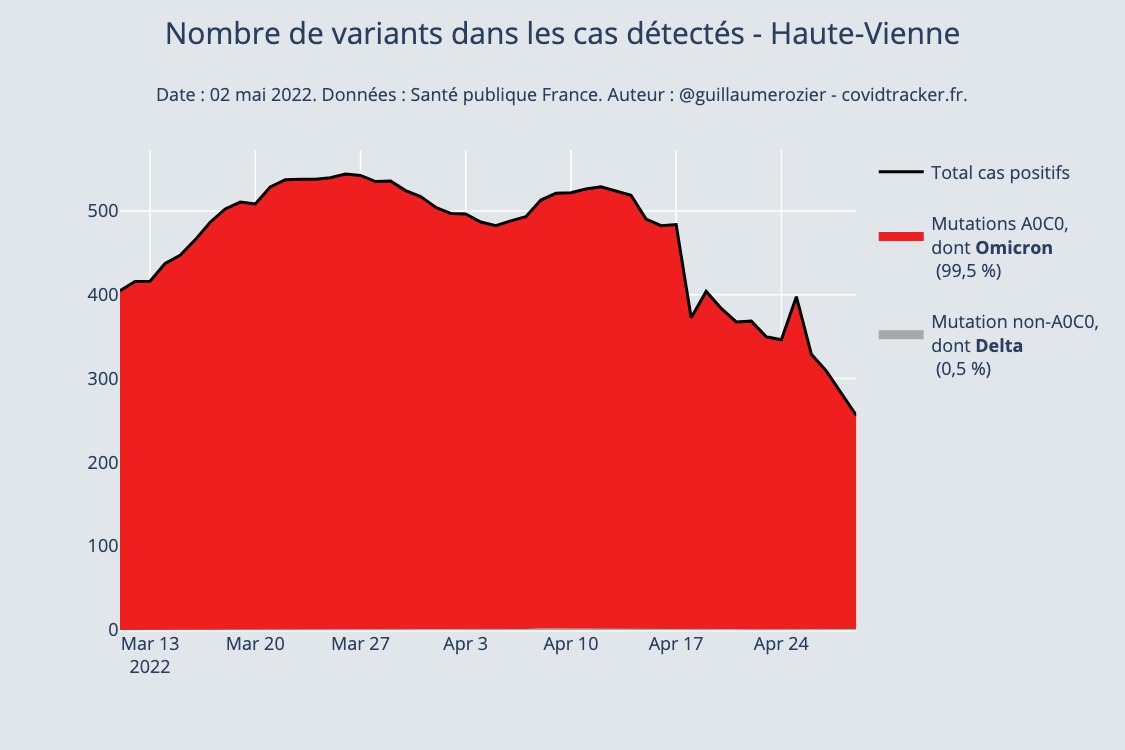 Nombre de variants dans les cas détectés - Haute-Vienne
Date : 02 mai 2022. Données : Santé publique France. Auteur : @guillaumerozier - covidtracker.fr.
Total cas positifs
Mutations A0C0,
dont Omicron
(99,5 %)
Mutation non-A0C0,
dont Delta
(0,5 %)
500
400
300
200
100
0
Mar 13
2022
Mar 20
Mar 27
Apr 3
Apr 10
Apr 17
Apr 24